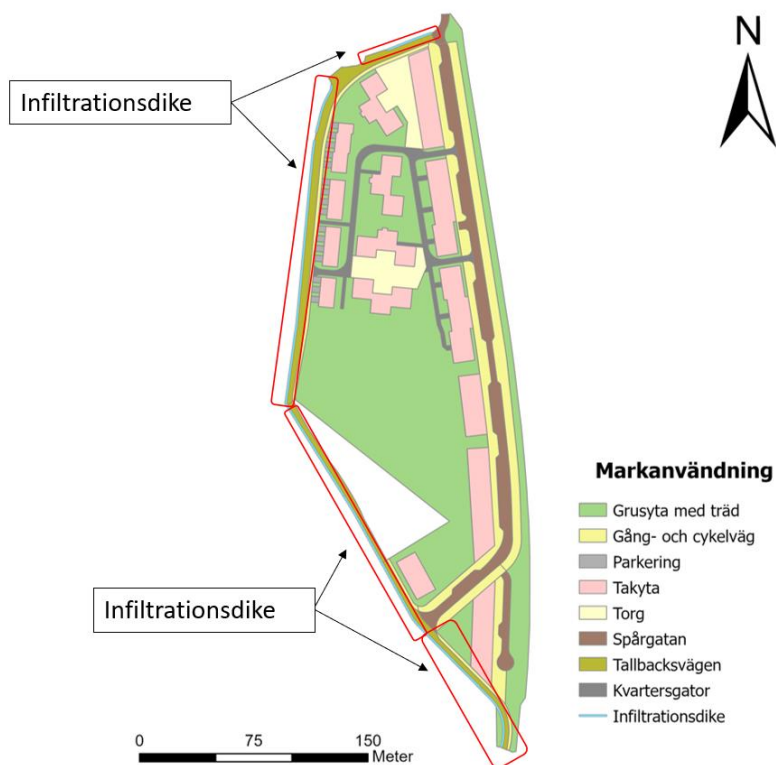 N
Infiltrationsdike
Markanvändning
Grusyta med träd
Gång- och cykelväg
Parkering
Takyta
Torg
Spårgatan
Tallbacksvägen
Kvartersgator
Infiltrationsdike
Infiltrationsdike
0 75 150
Meter